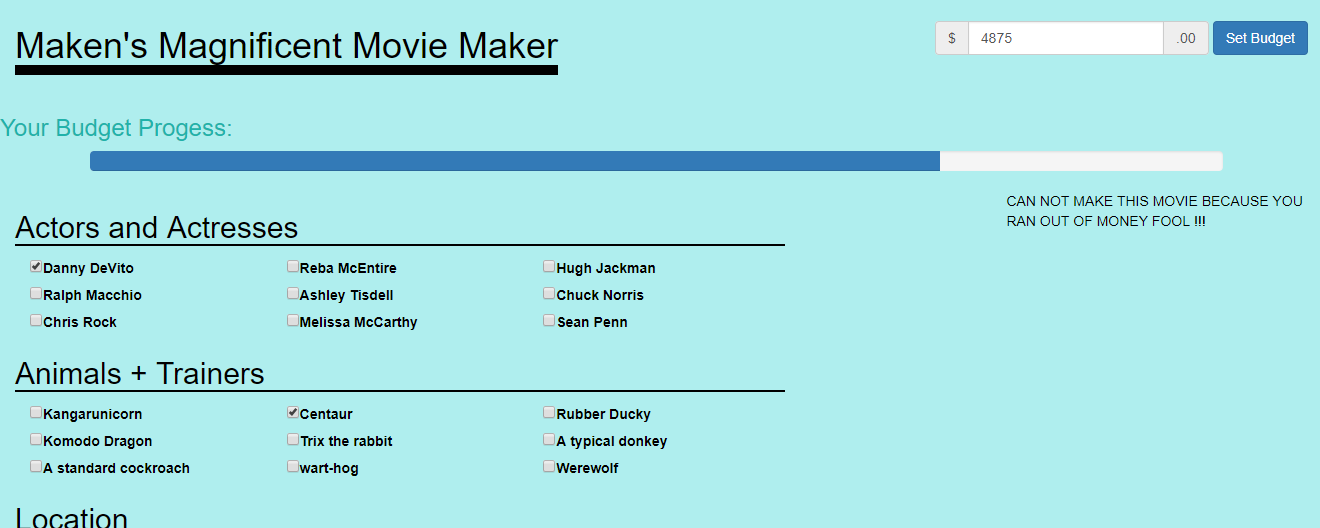 Maken's Magnificent Movie Maker
$ 4875 .00 Set Budget
Your Budget Progess:
CAN NOT MAKE THIS MOVIE BECAUSE YOU
RAN OUT OF MONEY FOOL !!!
Actors and Actresses
Danny DeVito Reba McEntire Hugh Jackman
Ralph Macchio Ashley Tisdell Chuck Norris
Chris Rock Melissa McCarthy Sean Penn
Animals + Trainers
Kangarunicorn Centaur Rubber Ducky
Komodo Dragon Trix the rabbit A typical donkey
A standard cockroach wart-hog Werewolf
Location